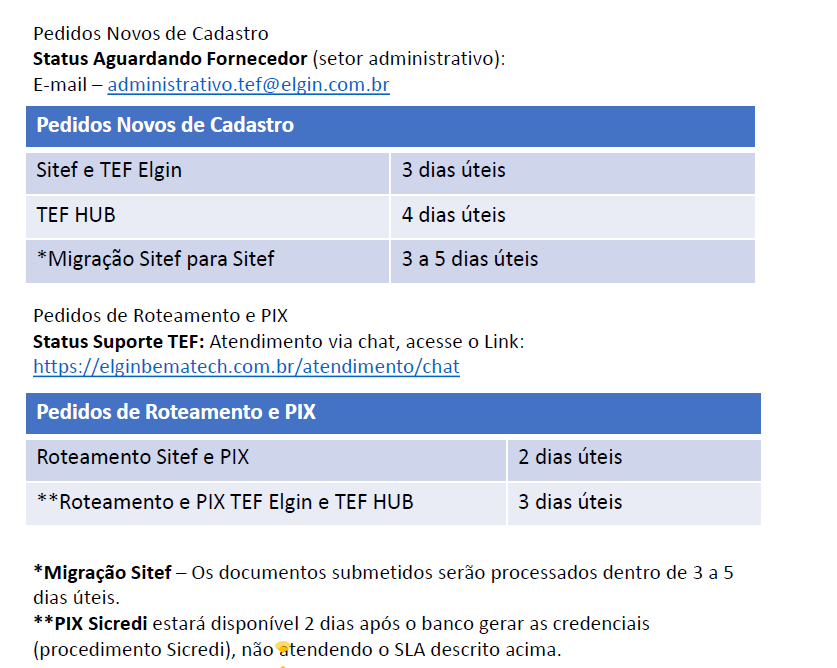 Pedidos Novos de Cadastro
Status Aguardando Fornecedor (setor administrativo):
E-mail – administrativo.tef@elgin.com.br
Pedidos Novos de Cadastro
Sitef e TEF Elgin 3 dias úteis
TEF HUB 4 dias úteis
*Migração Sitef para Sitef 3 a 5 dias úteis
Pedidos de Roteamento e PIX
Status Suporte TEF: Atendimento via chat, acesse o Link:
https://elginbematech.com.br/atendimento/chat
Pedidos de Roteamento e PIX
Roteamento Sitef e PIX 2 dias úteis
**Roteamento e PIX TEF Elgin e TEF HUB 3 dias úteis
*Migração Sitef – Os documentos submetidos serão processados dentro de 3 a 5
dias úteis.
**PIX Sicredi estará disponível 2 dias após o banco gerar as credenciais
(procedimento Sicredi), não atendendo o SLA descrito acima.